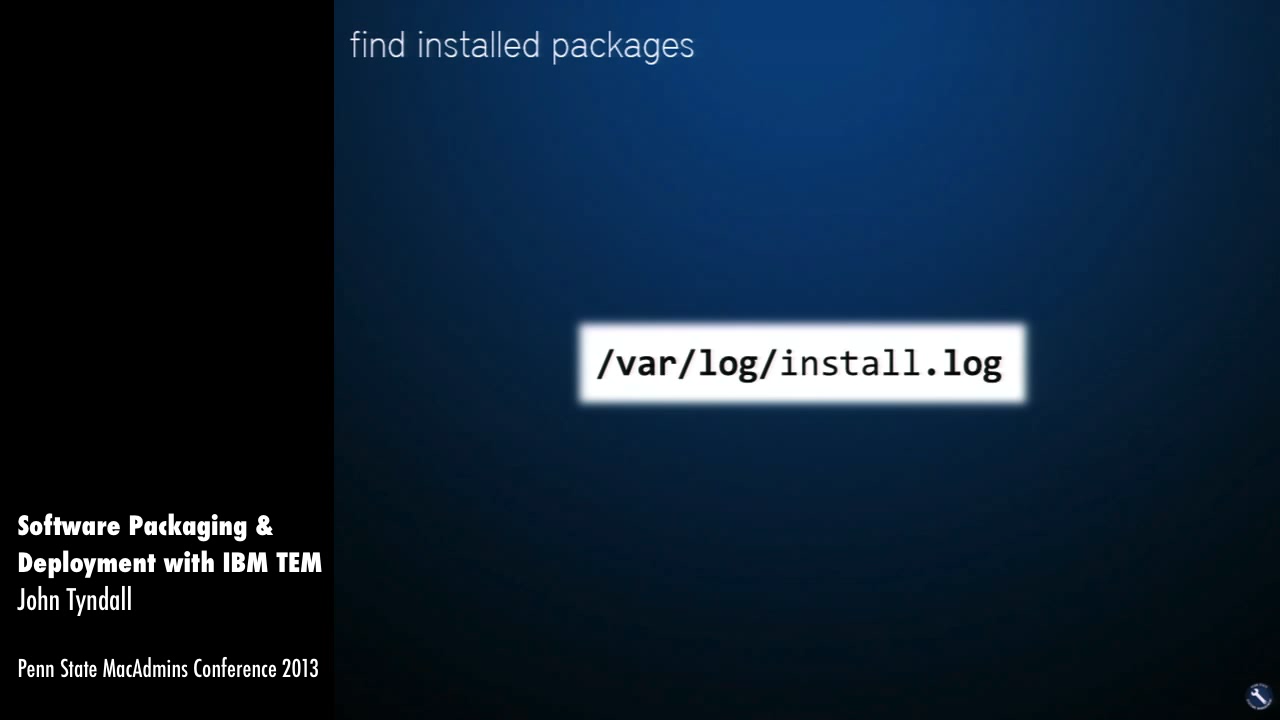 find installed packages
/var/log/install.log
Software Packaging &
Deployment with IBM TEM
John Tyndall
Penn State MacAdmins Conference 2013